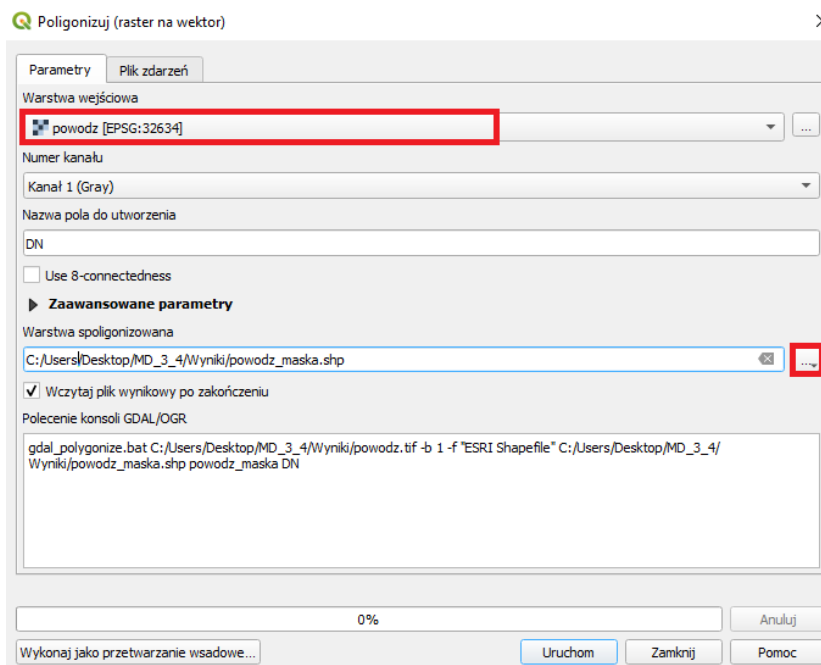 Poligonizuj (raster na wektor)
Parametry
Plik zdarzeń
Warstwa wejściowa
powodz [EPSG:32634]
...
Numer kanału
Kanał 1 (Gray)
Nazwa pola do utworzenia
DN
Use 8-connectedness
Zaawansowane parametry
Warstwa spoligonizowana
C:/Users/Desktop/MD_3_4/Wyniki/powodz_maska.shp
...
Wczytaj plik wynikowy po zakończeniu
Polecenie konsoli GDAL/OGR
gdal_polygonize.bat C:/Users/Desktop/MD_3_4/Wyniki/powodz.tif -b 1 -f "ESRI Shapefile" C:/Users/Desktop/MD_3_4/
Wyniki/powodz_maska.shp powodz_maska DN
0%
Anuluj
Wykonaj jako przetwarzanie wsadowe...
Uruchom
Zamknij
Pomoc